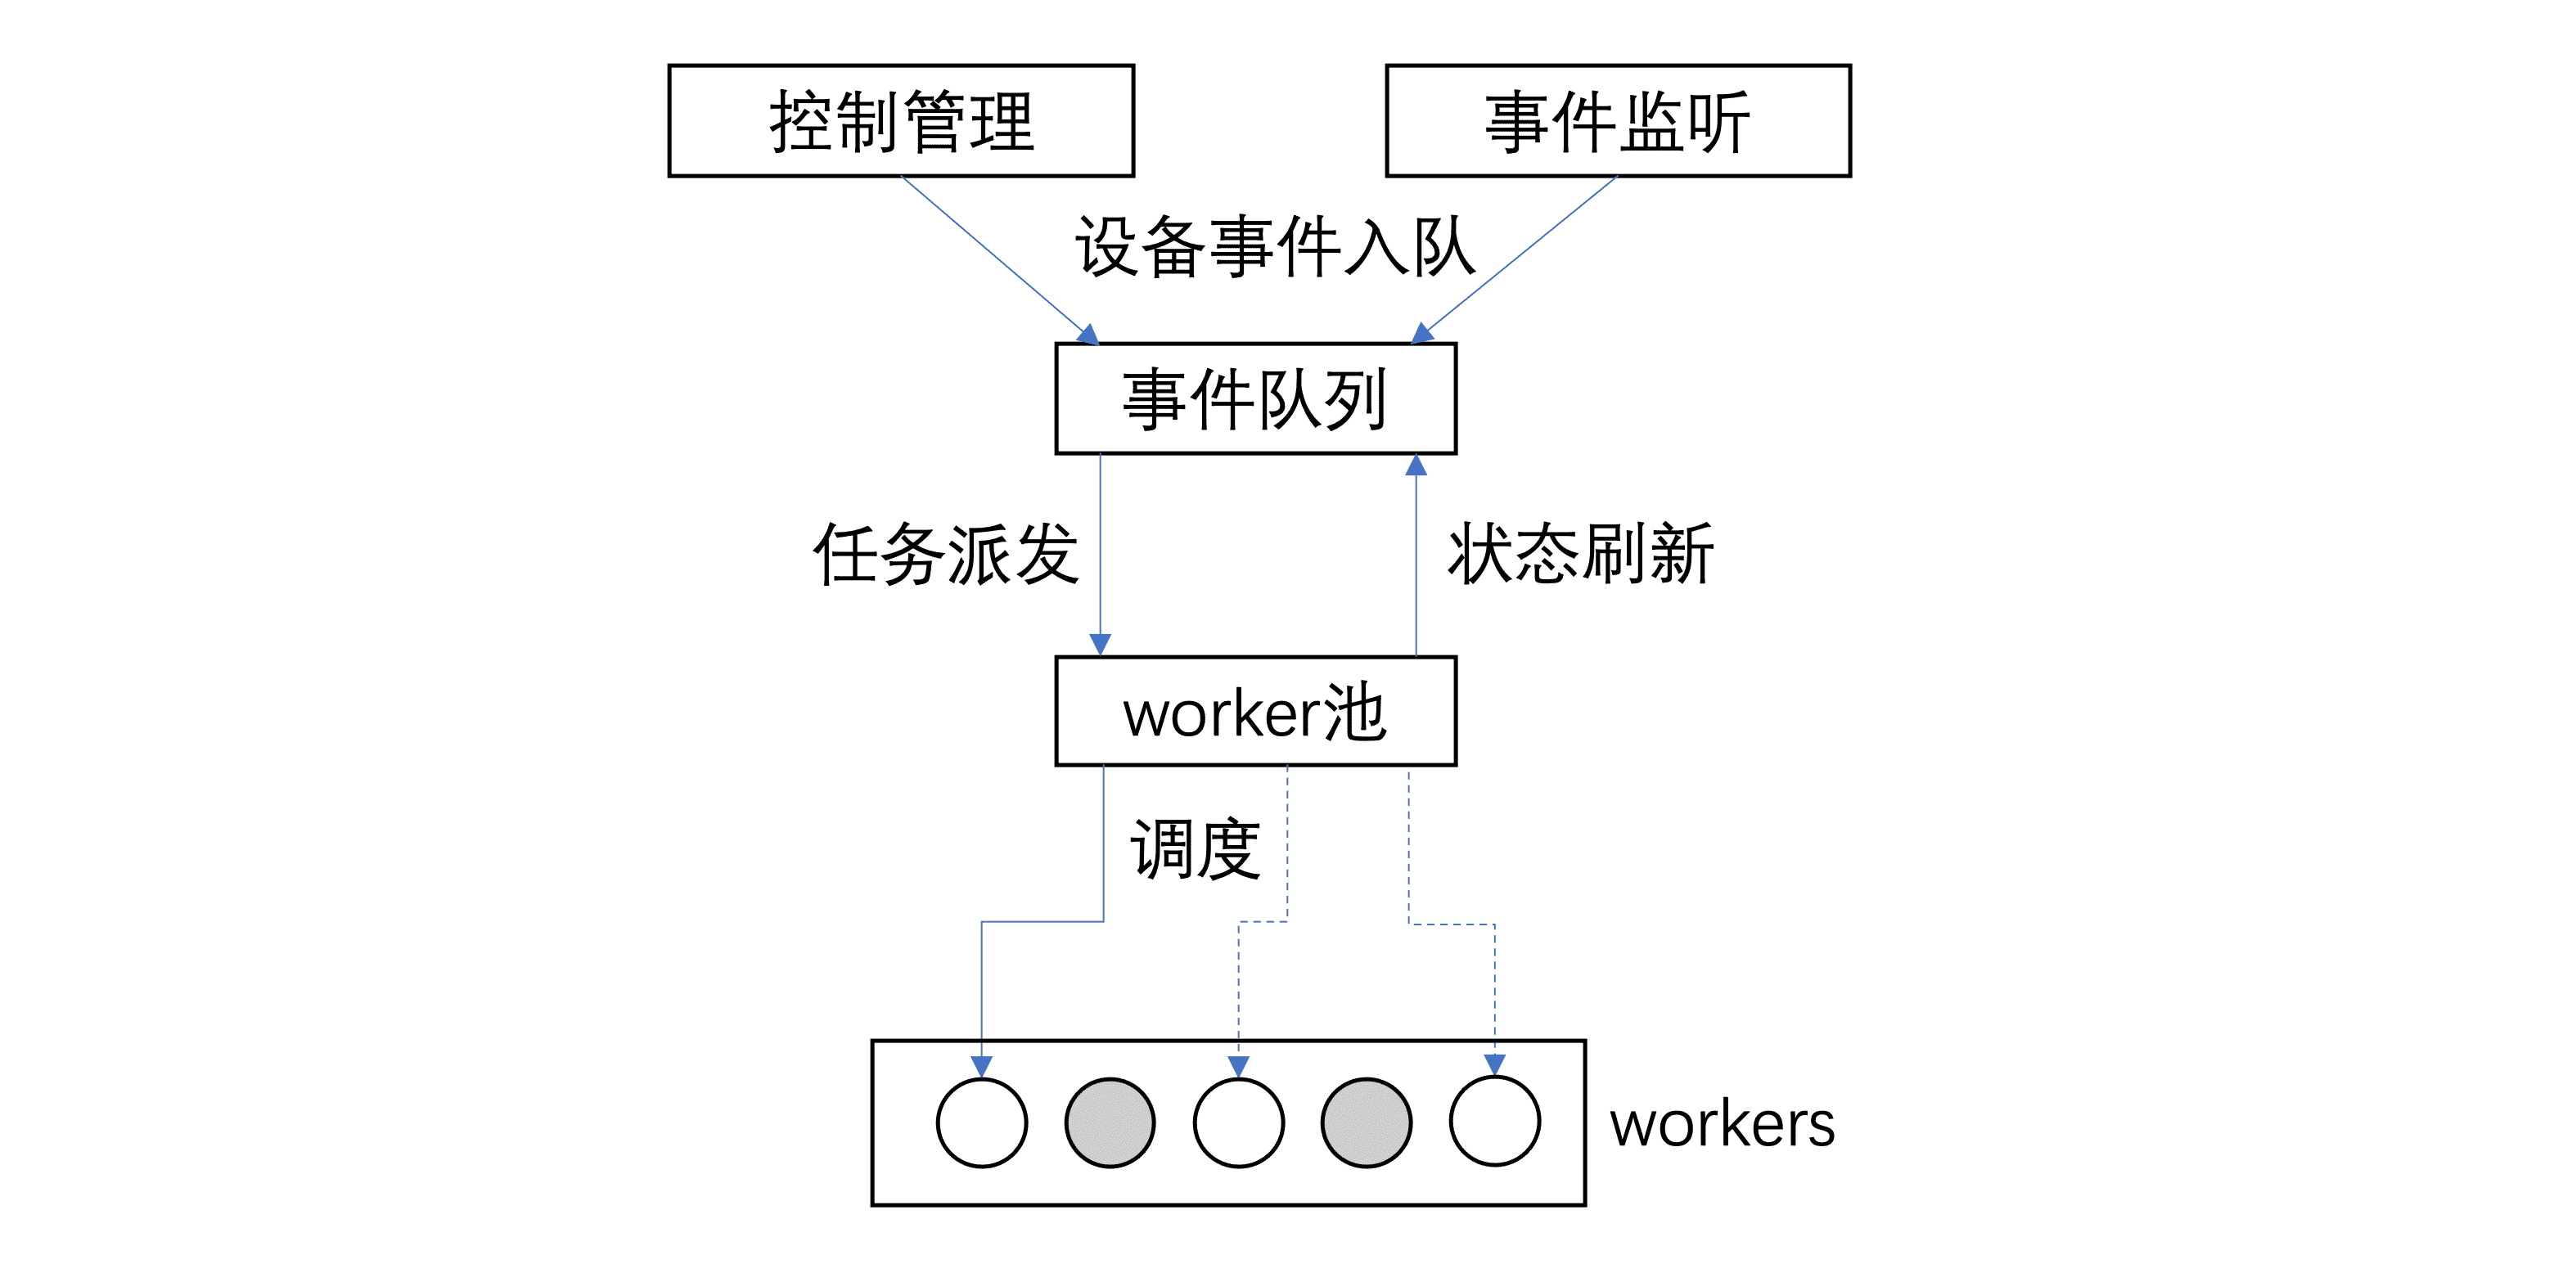 控制管理
事件监听
设备事件入队
事件队列
任务派发
状态刷新
worker池
调度
workers